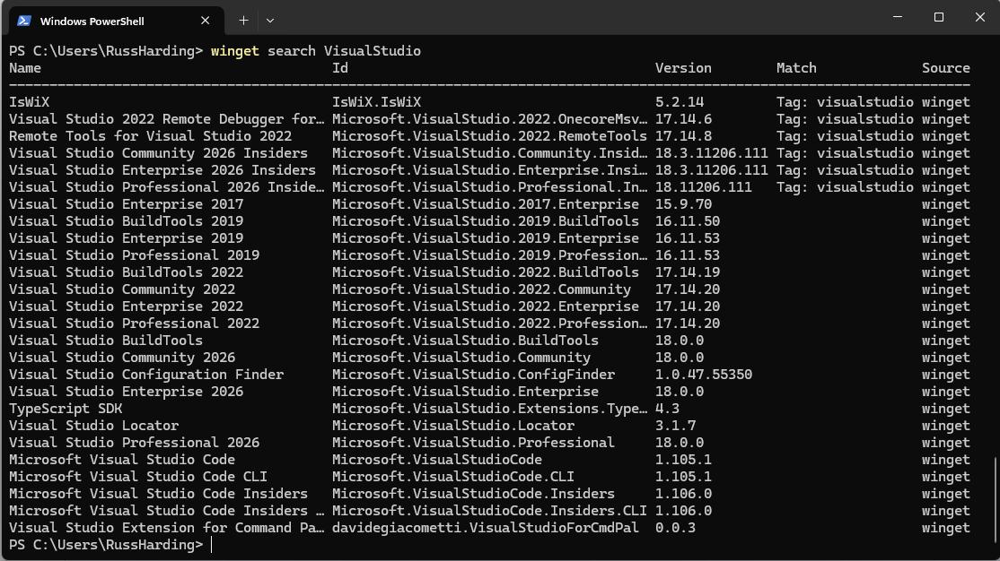 Windows PowerShell
PS C:\Users\RussHarding> winget search VisualStudio
Name Id Version Match Source
-----------------------------------------------------------------------------------------------------------------------
IsWiX IsWiX.IsWiX 5.2.14 Tag: visualstudio winget
Visual Studio 2022 Remote Debugger for… Microsoft.VisualStudio.2022.OnecoreMsv… 17.14.6 Tag: visualstudio winget
Remote Tools for Visual Studio 2022 Microsoft.VisualStudio.2022.RemoteTools 17.14.8 Tag: visualstudio winget
Visual Studio Community 2026 Insiders Microsoft.VisualStudio.Community.Insid… 18.3.11206.111 Tag: visualstudio winget
Visual Studio Enterprise 2026 Insiders Microsoft.VisualStudio.Enterprise.Insi… 18.3.11206.111 Tag: visualstudio winget
Visual Studio Professional 2026 Inside… Microsoft.VisualStudio.Professional.In… 18.11206.111 Tag: visualstudio winget
Visual Studio Enterprise 2017 Microsoft.VisualStudio.2017.Enterprise 15.9.70 winget
Visual Studio BuildTools 2019 Microsoft.VisualStudio.2019.BuildTools 16.11.50 winget
Visual Studio Enterprise 2019 Microsoft.VisualStudio.2019.Enterprise 16.11.53 winget
Visual Studio Professional 2019 Microsoft.VisualStudio.2019.Profession… 16.11.53 winget
Visual Studio BuildTools 2022 Microsoft.VisualStudio.2022.BuildTools 17.14.19 winget
Visual Studio Community 2022 Microsoft.VisualStudio.2022.Community 17.14.20 winget
Visual Studio Enterprise 2022 Microsoft.VisualStudio.2022.Enterprise 17.14.20 winget
Visual Studio Professional 2022 Microsoft.VisualStudio.2022.Profession… 17.14.20 winget
Visual Studio BuildTools Microsoft.VisualStudio.BuildTools 18.0.0 winget
Visual Studio Community 2026 Microsoft.VisualStudio.Community 18.0.0 winget
Visual Studio Configuration Finder Microsoft.VisualStudio.ConfigFinder 1.0.47.55350 winget
Visual Studio Enterprise 2026 Microsoft.VisualStudio.Enterprise 18.0.0 winget
TypeScript SDK Microsoft.VisualStudio.Extensions.Type… 4.3 winget
Visual Studio Locator Microsoft.VisualStudio.Locator 3.1.7 winget
Visual Studio Professional 2026 Microsoft.VisualStudio.Professional 18.0.0 winget
Microsoft Visual Studio Code Microsoft.VisualStudioCode 1.105.1 winget
Microsoft Visual Studio Code CLI Microsoft.VisualStudioCode.CLI 1.105.1 winget
Microsoft Visual Studio Code Insiders Microsoft.VisualStudioCode.Insiders 1.106.0 winget
Microsoft Visual Studio Code Insiders … Microsoft.VisualStudioCode.Insiders.CLI 1.106.0 winget
Visual Studio Extension for Command Pa… davidegiacometti.VisualStudioForCmdPal 0.0.3 winget
PS C:\Users\RussHarding>